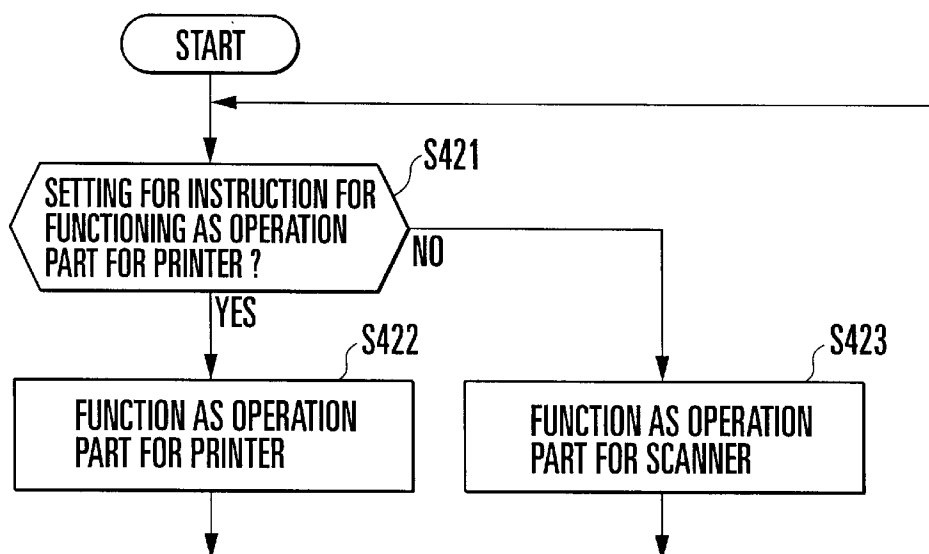 START
S421
SETTING FOR INSTRUCTION FOR
FUNCTIONING AS OPERATION
PART FOR PRINTER ?
NO
YES
S422
S423
FUNCTION AS OPERATION
PART FOR PRINTER
FUNCTION AS OPERATION
PART FOR SCANNER